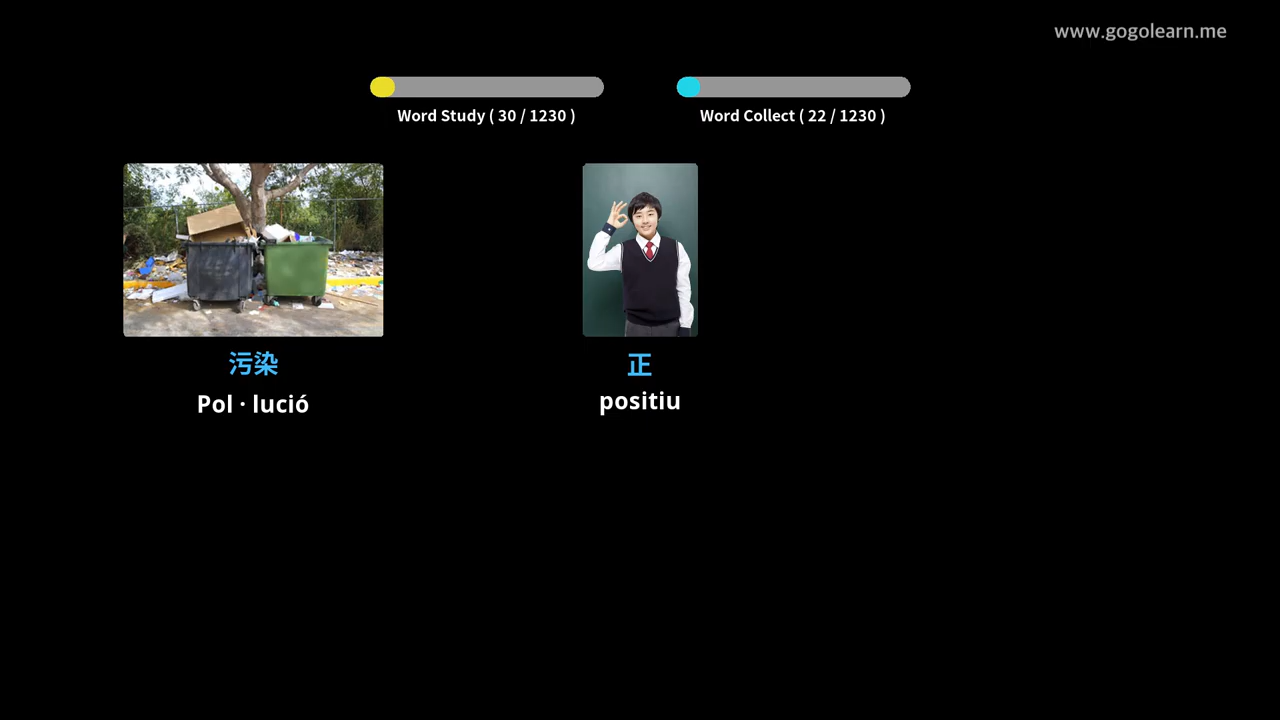 www.gogolearn.me
Word Study ( 30 / 1230 )
Word Collect ( 22 / 1230 )
污染
Pol · lució
正
positiu